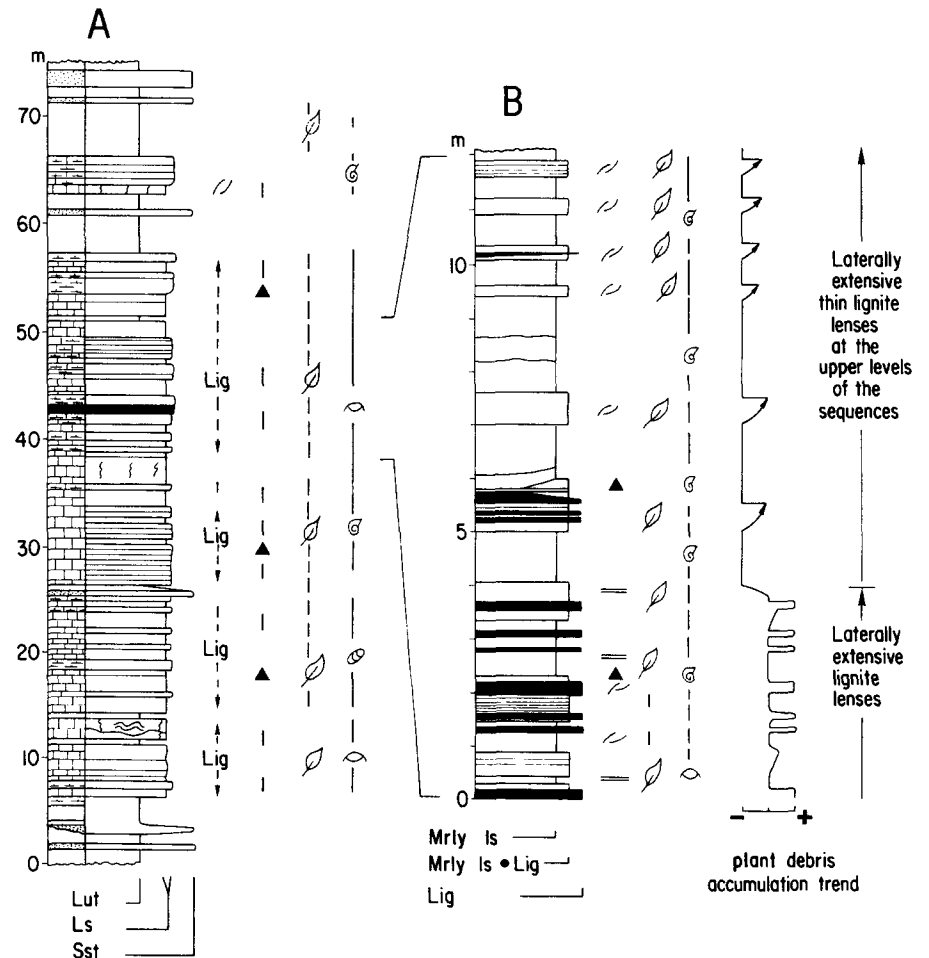 A
m
70
60
50
40
30
20
10
0
Lig
Lig
Lig
Lig
Lut
Ls
Sst
B
m
10
5
0
Mrly ls
Mrly ls • Lig
Lig
Laterally
extensive
thin lignite
lenses
at the
upper levels
of the
sequences
Laterally
extensive
lignite
lenses
- +
plant debris
accumulation trend